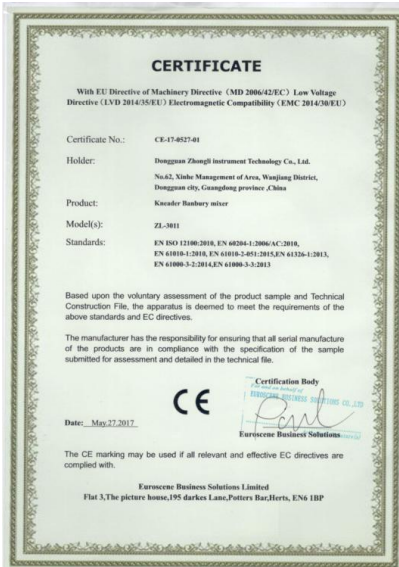 CERTIFICATE
With EU Directive of Machinery Directive (MD 2006/42/EC) Low Voltage
Directive (LVD 2014/35/EU) Electromagnetic Compatibility (EMC 2014/30/EU)
Certificate No.: CE-17-0527-01
Holder: Dongguan Zhongli instrument Technology Co., Ltd.
No.62, Xinhe Management of Area, Wanjiang District,
Dongguan city, Guangdong province ,China
Product: Kneader Banbury mixer
Model(s): ZL-3011
Standards: EN ISO 12100:2010, EN 60204-1:2006/AC:2010,
EN 61010-1:2010, EN 61010-2-051:2015,EN 61326-1:2013,
EN 61000-3-2:2014,EN 61000-3-3:2013
Based upon the voluntary assessment of the product sample and Technical
Construction File, the apparatus is deemed to meet the requirements of the
above standards and EC directives.
The manufacturer has the responsibility for ensuring that all serial manufacture
of the products are in compliance with the specification of the sample
submitted for assessment and detailed in the technical file.
Certification Body
For and on behalf of
EUROSCENE BUSINESS SOLUTIONS CO.,LTD
CE
Date: May.27.2017
Euroscene Business Solutions
The CE marking may be used if all relevant and effective EC directives are
complied with.
Euroscene Business Solutions Limited
Flat 3,The picture house,195 darkes Lane,Potters Bar,Herts, EN6 1BP